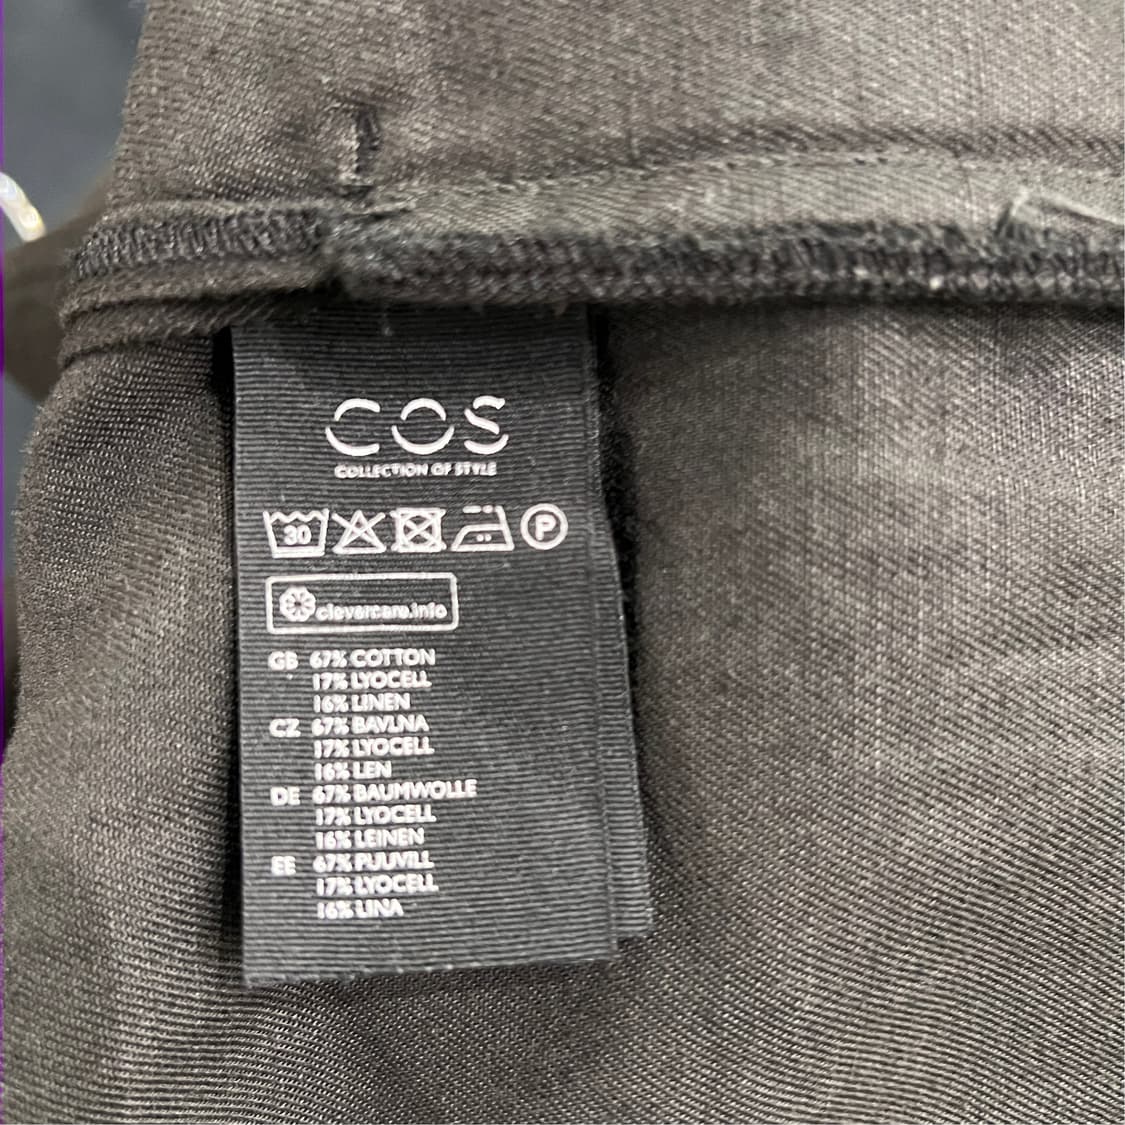 COS
COLLECTION OF STYLE
30 P
clevercare.info
GB 67% COTTON
17% LYOCELL
16% LINEN
CZ 67% BAVLNA
17% LYOCELL
16% LEN
DE 67% BAUMWOLLE
17% LYOCELL
16% LEINEN
EE 67% PUUVILL
17% LYOCELL
16% LINA